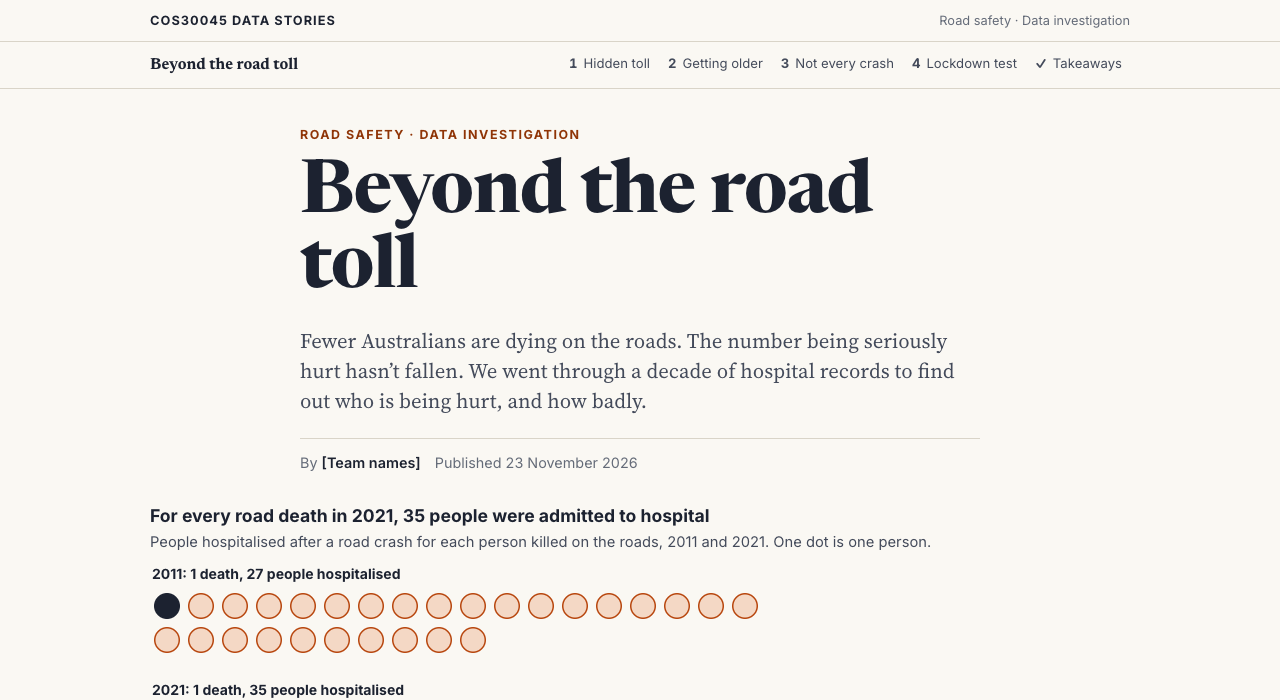 COS30045 DATA STORIES
Road safety · Data investigation
Beyond the road toll
1 Hidden toll 2 Getting older 3 Not every crash 4 Lockdown test ✓ Takeaways
ROAD SAFETY · DATA INVESTIGATION
Beyond the road
toll
Fewer Australians are dying on the roads. The number being seriously
hurt hasn’t fallen. We went through a decade of hospital records to find
out who is being hurt, and how badly.
By [Team names] Published 23 November 2026
For every road death in 2021, 35 people were admitted to hospital
People hospitalised after a road crash for each person killed on the roads, 2011 and 2021. One dot is one person.
2011: 1 death, 27 people hospitalised
2021: 1 death, 35 people hospitalised